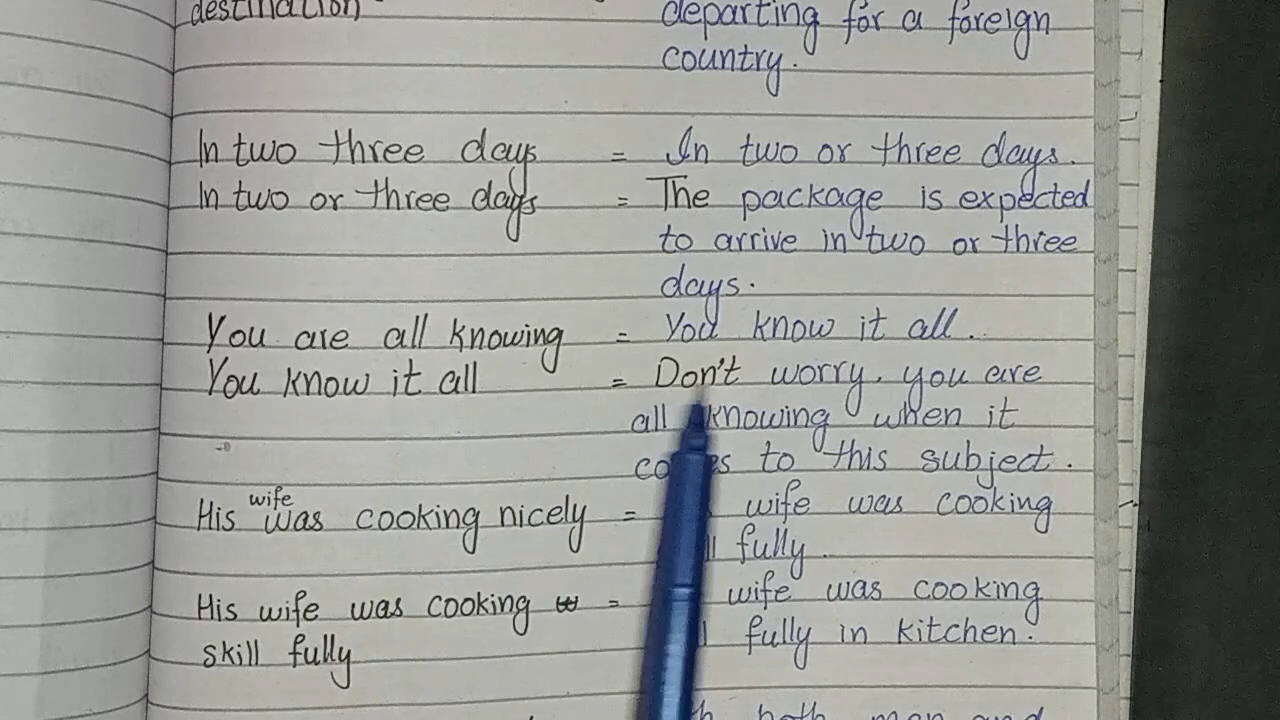 destination
departing for a foreign
country.
In two three days = In two or three days.
In two or three days = The package is expected
to arrive in two or three
days.
You are all knowing = You know it all.
You know it all = Don't worry. you are
all knowing when it
to this subject.
His wife was cooking nicely = wife was cooking
fully.
His wife was cooking = wife was cooking
skill fully
fully in kitchen.
both man and